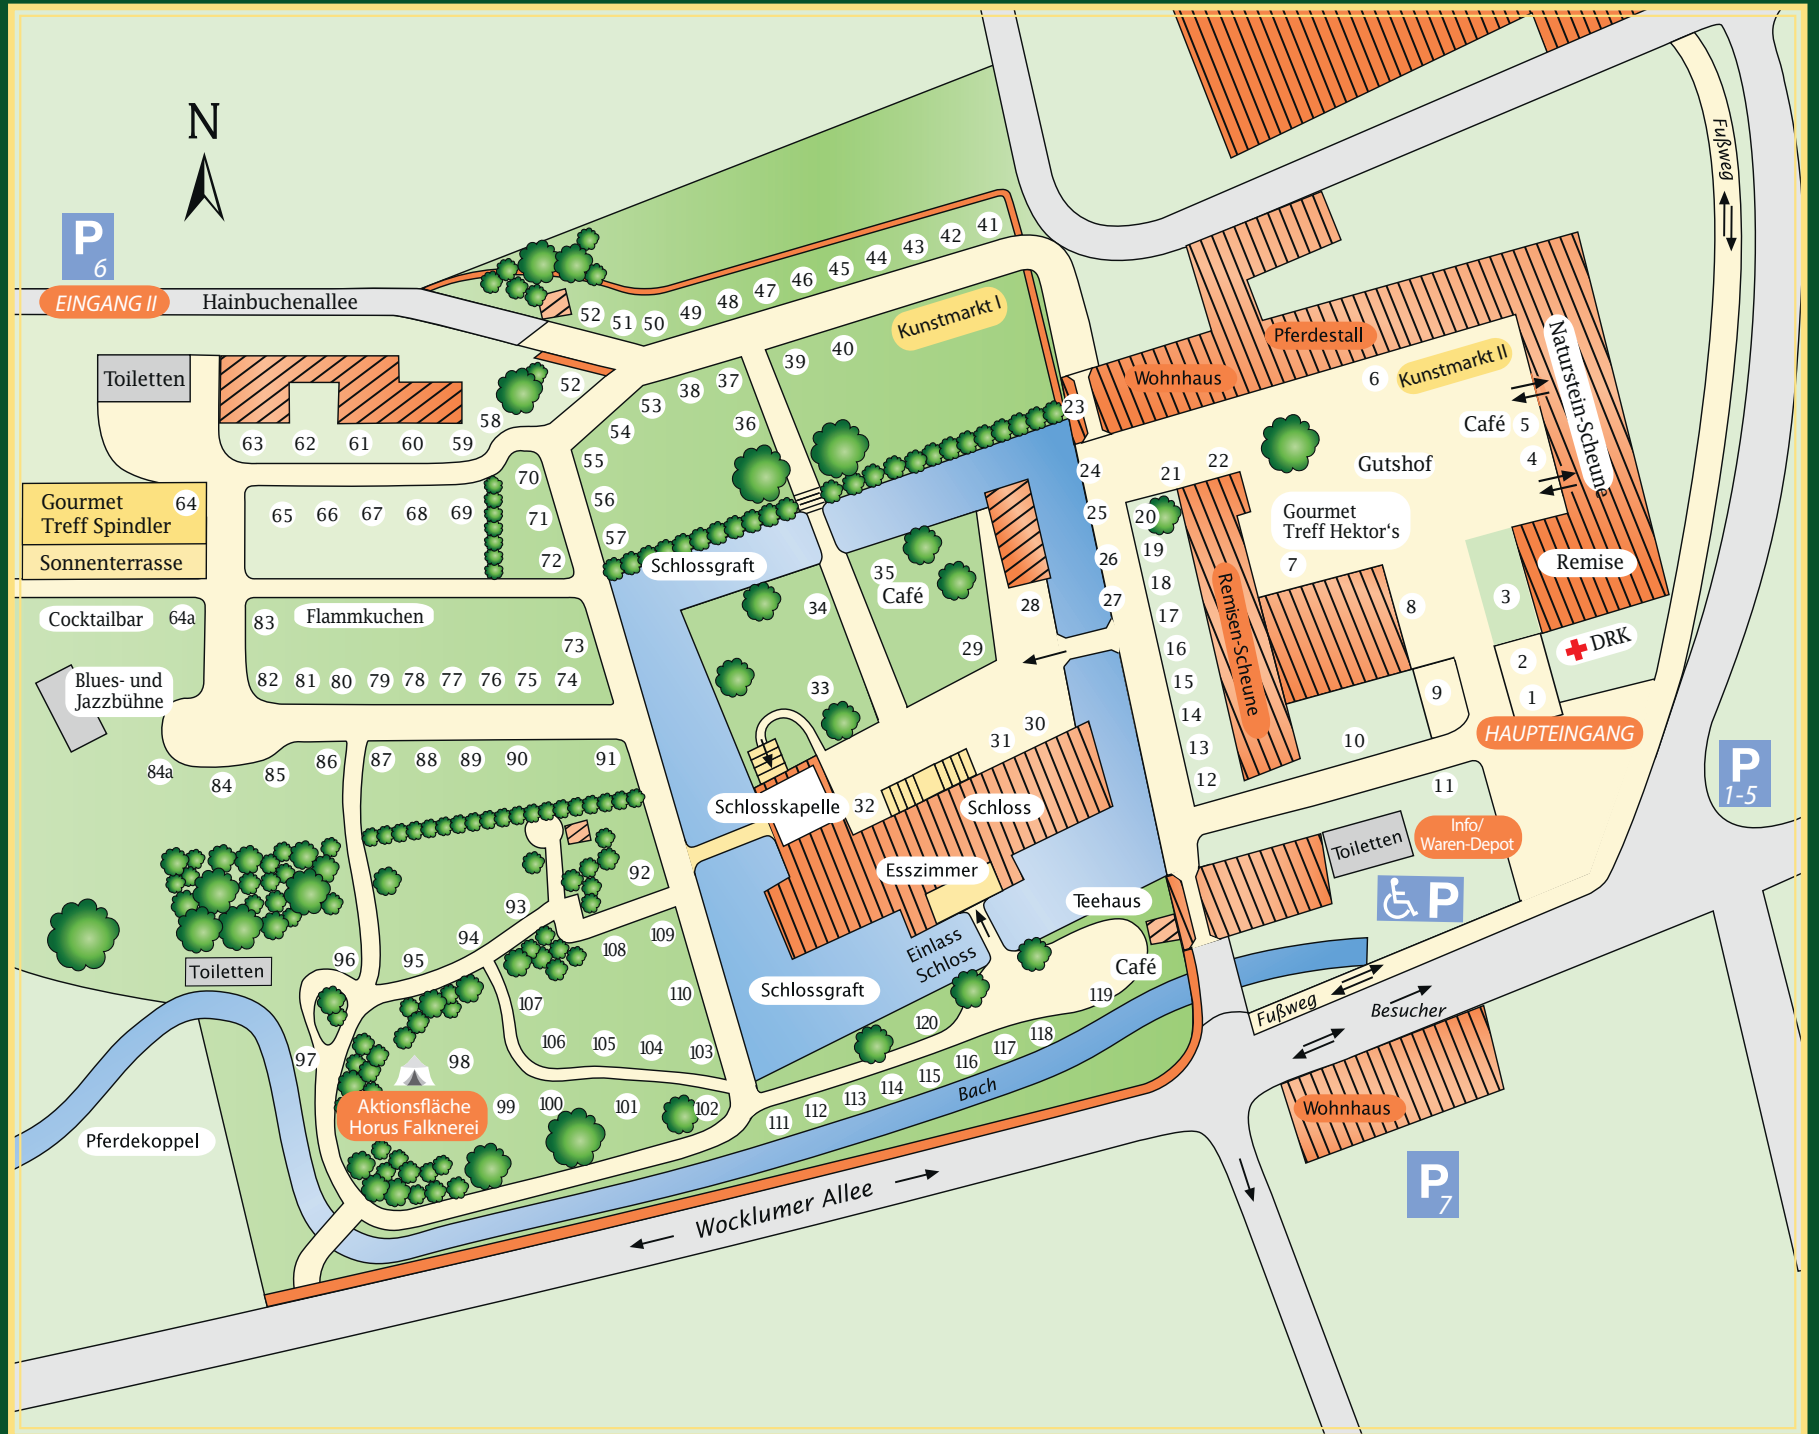 N
P
6
EINGANG II
Hainbuchenallee
Fußweg
41
42
43
44
45
46
47
48
49
50
51
52
Kunstmarkt I
40
39
37
38
53
54
36
55
56
57
52
58
Toiletten
63
62
61
60
59
70
71
72
65
66
67
68
69
Gourmet
Treff Spindler
64
Sonnenterrasse
Cocktailbar
64a
83
Flammkuchen
73
82
81
80
79
78
77
76
75
74
Blues- und
Jazzbühne
84a
84
85
86
87
88
89
90
91
92
93
94
95
96
97
Toiletten
Pferdekoppel
98
Aktionsfläche
Horus Falknerei
99
100
101
102
103
104
105
106
107
108
109
110
111
112
113
114
115
116
117
118
119
120
Bach
Wocklumer Allee
Schlossgraft
34
33
35
Café
29
28
30
31
32
Schlosskapelle
Schloss
Esszimmer
Einlass
Schloss
Teehaus
Café
Schlossgraft
Pferdestall
Wohnhaus
23
24
25
26
27
22
21
20
19
18
17
16
15
14
13
12
6
Kunstmarkt II
Café
5
4
Naturstein-Scheune
Gutshof
Gourmet
Treff Hektor‘s
7
8
Remisen-Scheune
Remise
3
DRK
2
1
9
10
11
HAUPTEINGANG
P
1-5
Info/
Waren-Depot
Toiletten
P
Fußweg
Besucher
Wohnhaus
P
7